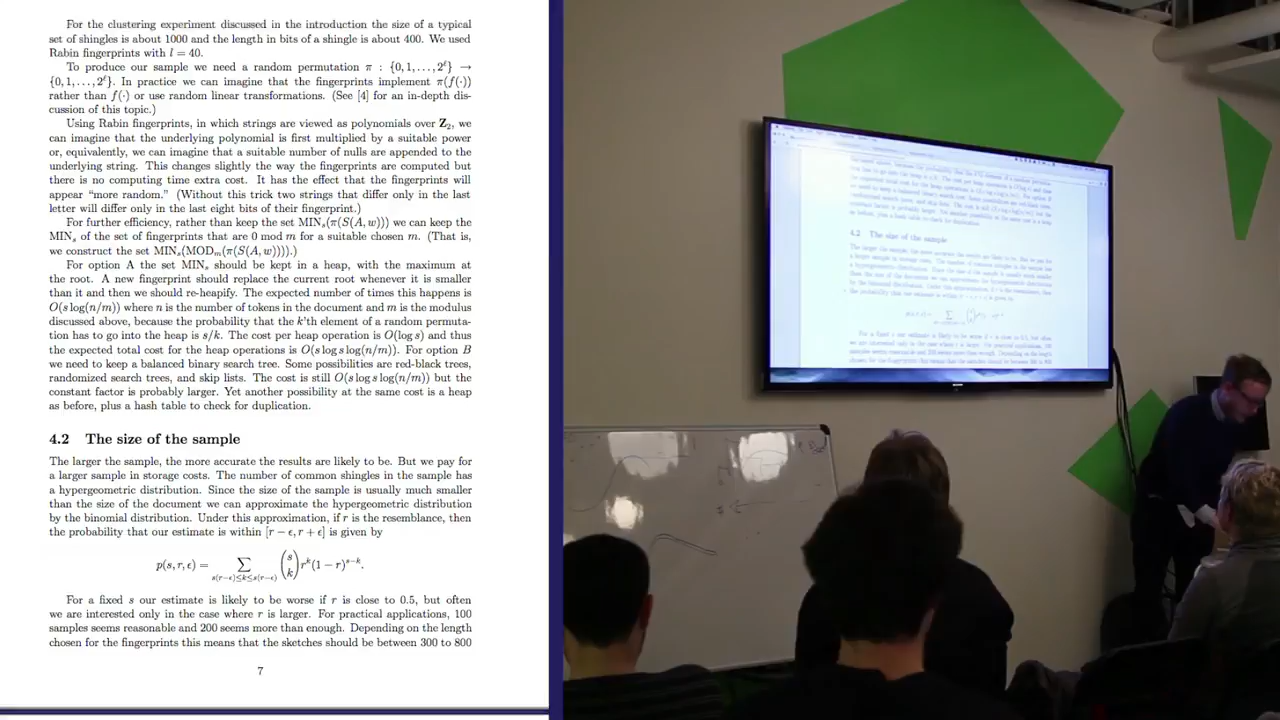 For the clustering experiment discussed in the introduction the size of a typical
set of shingles is about 1000 and the length in bits of a shingle is about 400. We used
Rabin fingerprints with l = 40.
To produce our sample we need a random permutation π : {0, 1, . . . , 2^ℓ} →
{0, 1, . . . , 2^ℓ}. In practice we can imagine that the fingerprints implement π(f(·))
rather than f(·) or use random linear transformations. (See [4] for an in-depth dis-
cussion of this topic.)
Using Rabin fingerprints, in which strings are viewed as polynomials over Z₂, we
can imagine that the underlying polynomial is first multiplied by a suitable power
or, equivalently, we can imagine that a suitable number of nulls are appended to the
underlying string. This changes slightly the way the fingerprints are computed but
there is no computing time extra cost. It has the effect that the fingerprints will
appear “more random.” (Without this trick two strings that differ only in the last
letter will differ only in the last eight bits of their fingerprint.)
For further efficiency, rather than keep the set MINₛ(π(S(A, w))) we can keep the
MINₛ of the set of fingerprints that are 0 mod m for a suitable chosen m. (That is,
we construct the set MINₛ(MODₘ(π(S(A, w)))).)
For option A the set MINₛ should be kept in a heap, with the maximum at
the root. A new fingerprint should replace the current root whenever it is smaller
than it and then we should re-heapify. The expected number of times this happens is
O(s log(n/m)) where n is the number of tokens in the document and m is the modulus
discussed above, because the probability that the k'th element of a random permuta-
tion has to go into the heap is s/k. The cost per heap operation is O(log s) and thus
the expected total cost for the heap operations is O(s log s log(n/m)). For option B
we need to keep a balanced binary search tree. Some possibilities are red-black trees,
randomized search trees, and skip lists. The cost is still O(s log s log(n/m)) but the
constant factor is probably larger. Yet another possibility at the same cost is a heap
as before, plus a hash table to check for duplication.
4.2 The size of the sample
The larger the sample, the more accurate the results are likely to be. But we pay for
a larger sample in storage costs. The number of common shingles in the sample has
a hypergeometric distribution. Since the size of the sample is usually much smaller
than the size of the document we can approximate the hypergeometric distribution
by the binomial distribution. Under this approximation, if r is the resemblance, then
the probability that our estimate is within [r − ϵ, r + ϵ] is given by
p(s, r, ϵ) = ∑ s(r−ϵ)≤k≤s(r−ϵ) (s k) r^k(1 − r)^{s−k}.
For a fixed s our estimate is likely to be worse if r is close to 0.5, but often
we are interested only in the case where r is larger. For practical applications, 100
samples seems reasonable and 200 seems more than enough. Depending on the length
chosen for the fingerprints this means that the sketches should be between 300 to 800
7
4.2 The size of the sample